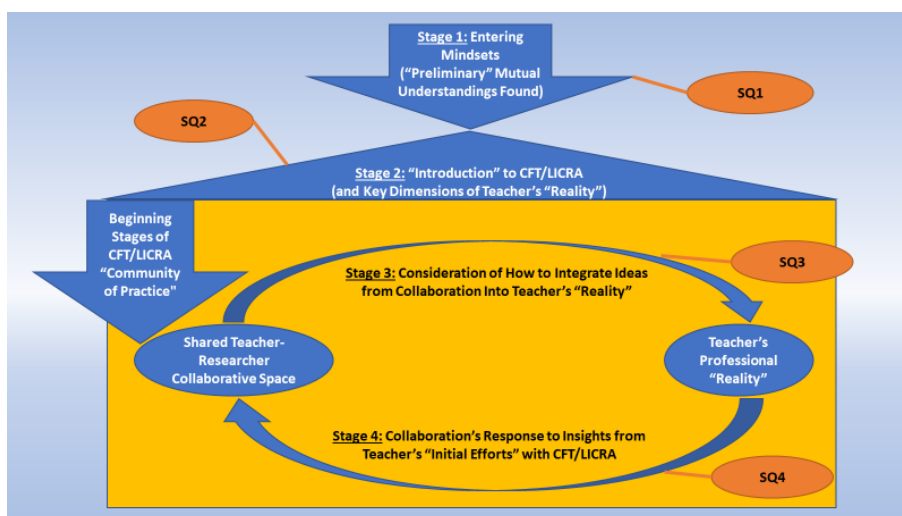 Stage 1: Entering
Mindsets
("Preliminary" Mutual
Understandings Found)
SQ1
SQ2
Stage 2: "Introduction" to CFT/LICRA
(and Key Dimensions of Teacher's "Reality")
Beginning
Stages of
CFT/LICRA
"Community
of Practice"
SQ3
Stage 3: Consideration of How to Integrate Ideas
from Collaboration Into Teacher's "Reality"
Shared Teacher-
Researcher
Collaborative Space
Teacher's
Professional
"Reality"
Stage 4: Collaboration's Response to Insights from
Teacher's "Initial Efforts" with CFT/LICRA
SQ4